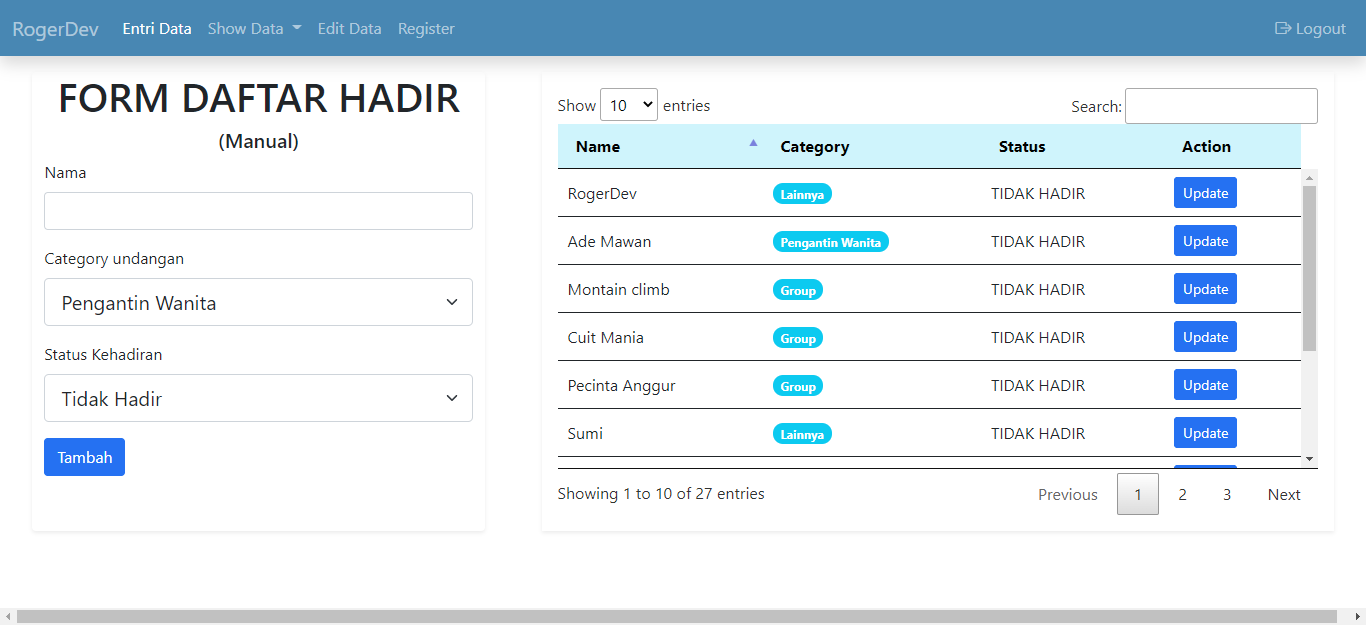 RogerDev Entri Data Show Data Edit Data Register Logout
FORM DAFTAR HADIR
(Manual)
Nama
Category undangan
Pengantin Wanita
Status Kehadiran
Tidak Hadir
Tambah
Show 10 entries Search:
Name Category Status Action
RogerDev Lainnya TIDAK HADIR Update
Ade Mawan Pengantin Wanita TIDAK HADIR Update
Montain climb Group TIDAK HADIR Update
Cuit Mania Group TIDAK HADIR Update
Pecinta Anggur Group TIDAK HADIR Update
Sumi Lainnya TIDAK HADIR Update
Showing 1 to 10 of 27 entries Previous 1 2 3 Next